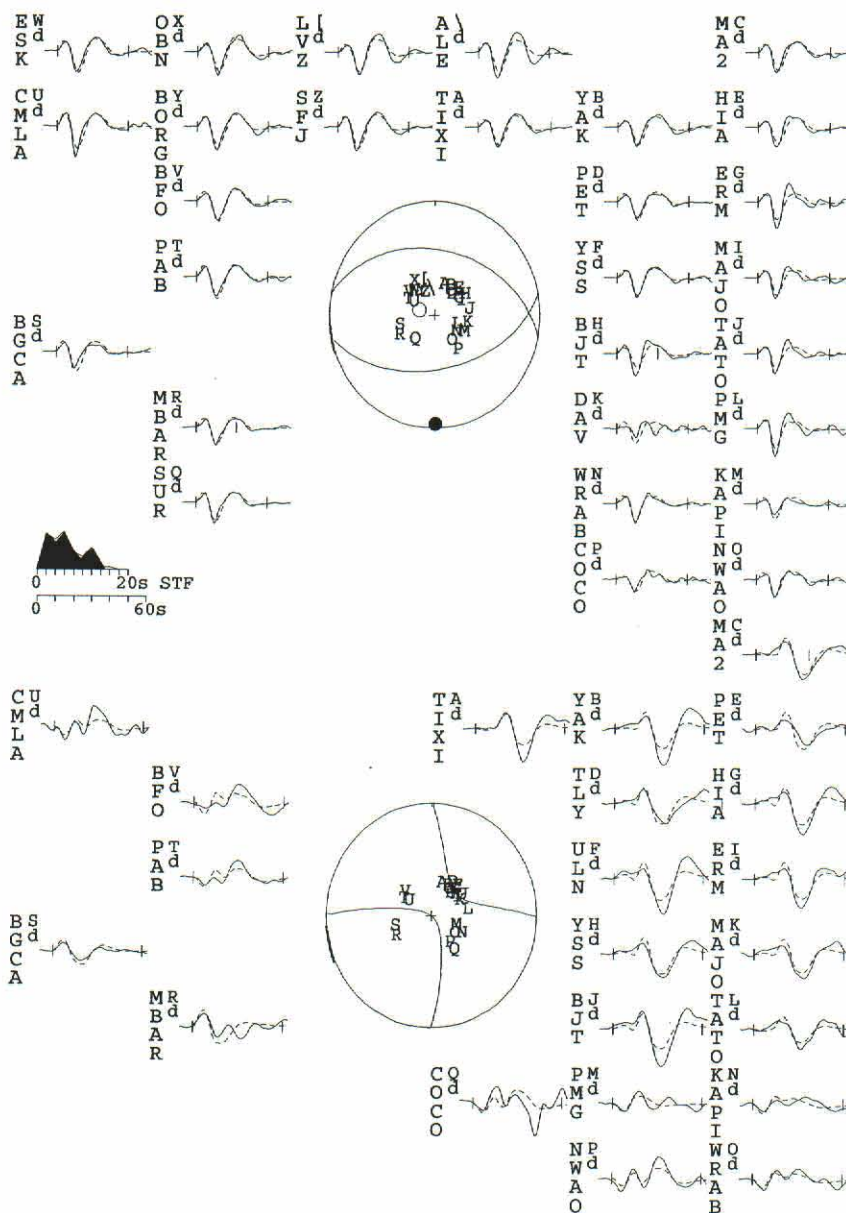 ESK W d OBN X d LVZ [ d ALE \ d MA2 C d
CMLA U d BORG Y d SFJ Z d TIXI A d YAK B d HIA E d
BFO V d PET D d ERM G d
PAB T d YSS F d MAJO I d
BGCA S d BJT H d TATO J d
MBAR R d DAV K d PMG L d
SUR Q d WRAB N d KAPI M d
COCO P d NWAO O d
0 20s STF
0 60s
MA2 C d
CMLA U d TIXI A d YAK B d PET E d
BFO V d TLY D d HIA G d
PAB T d ULN F d ERM I d
BGCA S d YSS H d MAJO K d
MBAR R d BJT J d TATO L d
COCO Q d PMG M d KAPI N d
NWAO P d WRAB O d